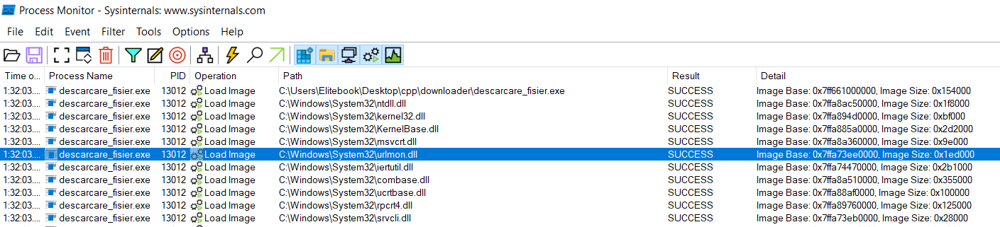 Process Monitor - Sysinternals: www.sysinternals.com
File Edit Event Filter Tools Options Help
Time o... Process Name PID Operation Path Result Detail
1:32:03.... descarcare_fisier.exe 13012 Load Image C:\Users\Elitebook\Desktop\cpp\downloader\descarcare_fisier.exe SUCCESS Image Base: 0x7ff661000000, Image Size: 0x154000
1:32:03.... descarcare_fisier.exe 13012 Load Image C:\Windows\System32\ntdll.dll SUCCESS Image Base: 0x7ffa8ac50000, Image Size: 0x1f8000
1:32:03.... descarcare_fisier.exe 13012 Load Image C:\Windows\System32\kernel32.dll SUCCESS Image Base: 0x7ffa894d0000, Image Size: 0xbf000
1:32:03.... descarcare_fisier.exe 13012 Load Image C:\Windows\System32\KernelBase.dll SUCCESS Image Base: 0x7ffa885a0000, Image Size: 0x2d2000
1:32:03.... descarcare_fisier.exe 13012 Load Image C:\Windows\System32\msvcrt.dll SUCCESS Image Base: 0x7ffa8a360000, Image Size: 0x9e000
1:32:03.... descarcare_fisier.exe 13012 Load Image C:\Windows\System32\urlmon.dll SUCCESS Image Base: 0x7ffa73ee0000, Image Size: 0x1ed000
1:32:03.... descarcare_fisier.exe 13012 Load Image C:\Windows\System32\iertutil.dll SUCCESS Image Base: 0x7ffa74470000, Image Size: 0x2b1000
1:32:03.... descarcare_fisier.exe 13012 Load Image C:\Windows\System32\combase.dll SUCCESS Image Base: 0x7ffa8a510000, Image Size: 0x355000
1:32:03.... descarcare_fisier.exe 13012 Load Image C:\Windows\System32\ucrtbase.dll SUCCESS Image Base: 0x7ffa88af0000, Image Size: 0x100000
1:32:03.... descarcare_fisier.exe 13012 Load Image C:\Windows\System32\rpcrt4.dll SUCCESS Image Base: 0x7ffa89760000, Image Size: 0x125000
1:32:03.... descarcare_fisier.exe 13012 Load Image C:\Windows\System32\srvcli.dll SUCCESS Image Base: 0x7ffa73eb0000, Image Size: 0x28000